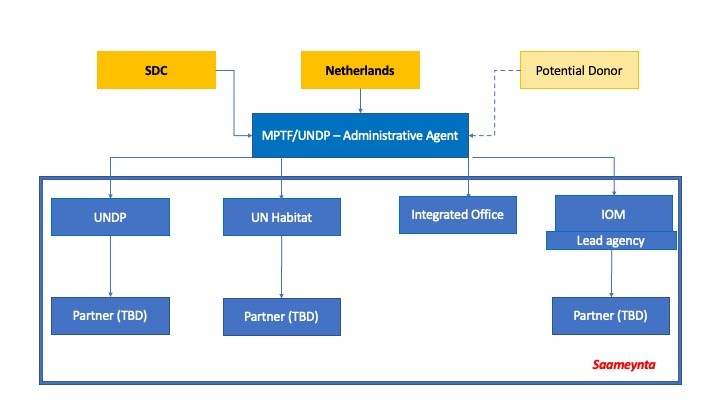 SDC
Netherlands
Potential Donor
MPTF/UNDP – Administrative Agent
UNDP
UN Habitat
Integrated Office
IOM
Lead agency
Partner (TBD)
Partner (TBD)
Partner (TBD)
Saameynta